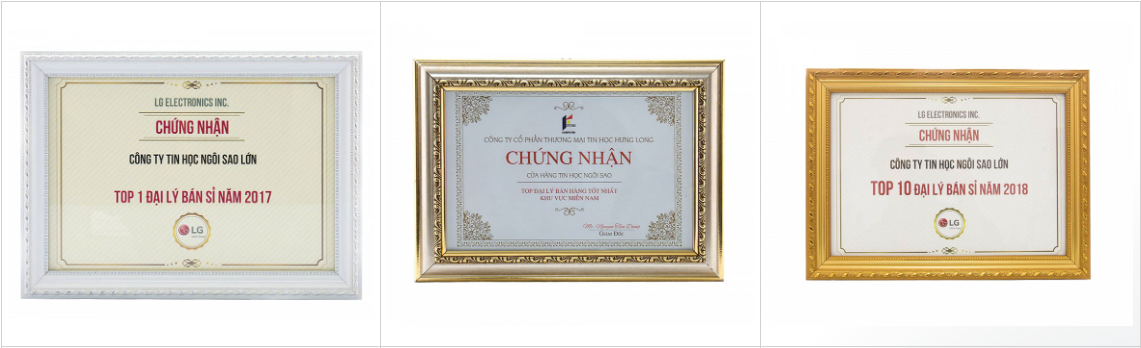 LG ELECTRONICS INC.
CHỨNG NHẬN
CÔNG TY TIN HỌC NGÔI SAO LỚN
TOP 1 ĐẠI LÝ BÁN SỈ NĂM 2017
LG
CÔNG TY CỔ PHẦN THƯƠNG MẠI TIN HỌC HƯNG LONG
CHỨNG NHẬN
CỬA HÀNG TIN HỌC NGÔI SAO
TOP ĐẠI LÝ BÁN HÀNG TỐT NHẤT
KHU VỰC MIỀN NAM
Giám Đốc
LG ELECTRONICS INC.
CHỨNG NHẬN
CÔNG TY TIN HỌC NGÔI SAO LỚN
TOP 10 ĐẠI LÝ BÁN SỈ NĂM 2018
LG